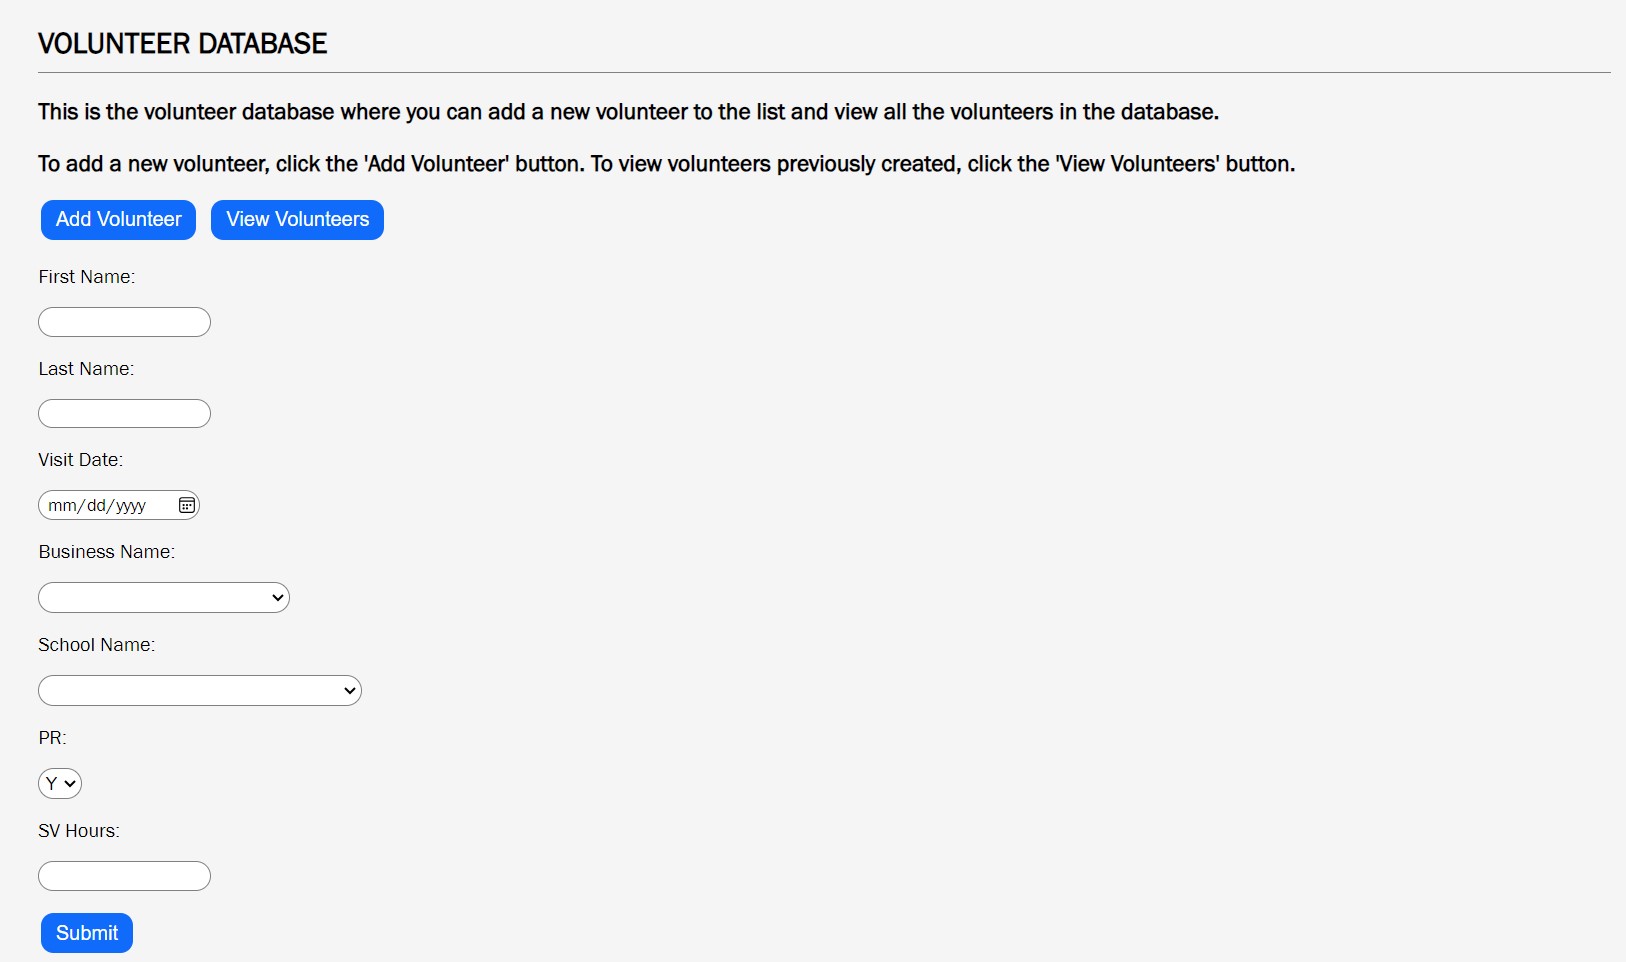 VOLUNTEER DATABASE
This is the volunteer database where you can add a new volunteer to the list and view all the volunteers in the database.
To add a new volunteer, click the 'Add Volunteer' button. To view volunteers previously created, click the 'View Volunteers' button.
Add Volunteer View Volunteers
First Name:
Last Name:
Visit Date:
mm/dd/yyyy
Business Name:
School Name:
PR:
Y
SV Hours:
Submit